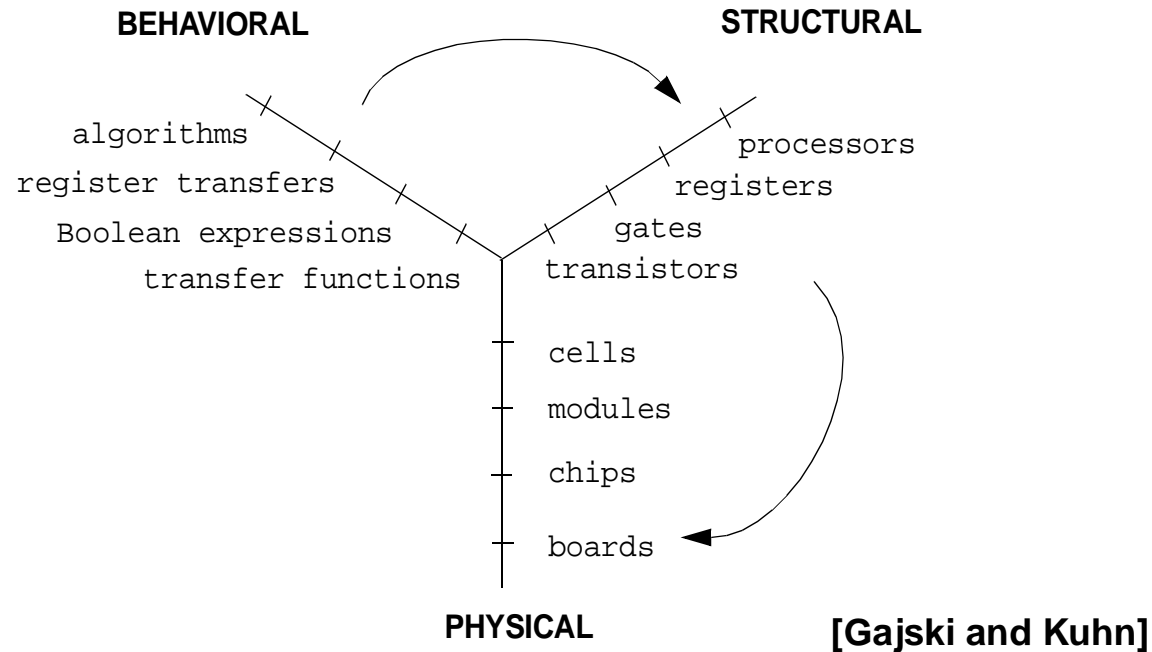 BEHAVIORAL
STRUCTURAL
algorithms
register transfers
Boolean expressions
transfer functions
processors
registers
gates
transistors
cells
modules
chips
boards
PHYSICAL
[Gajski and Kuhn]